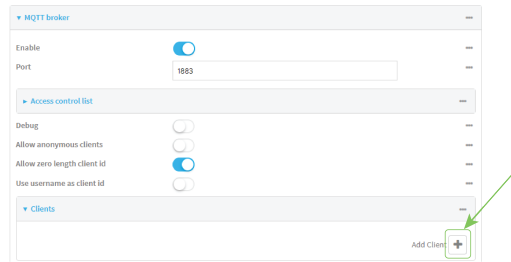 MQTT broker
Enable
Port
1883
Access control list
Debug
Allow anonymous clients
Allow zero length client id
Use username as client id
Clients
Add Client